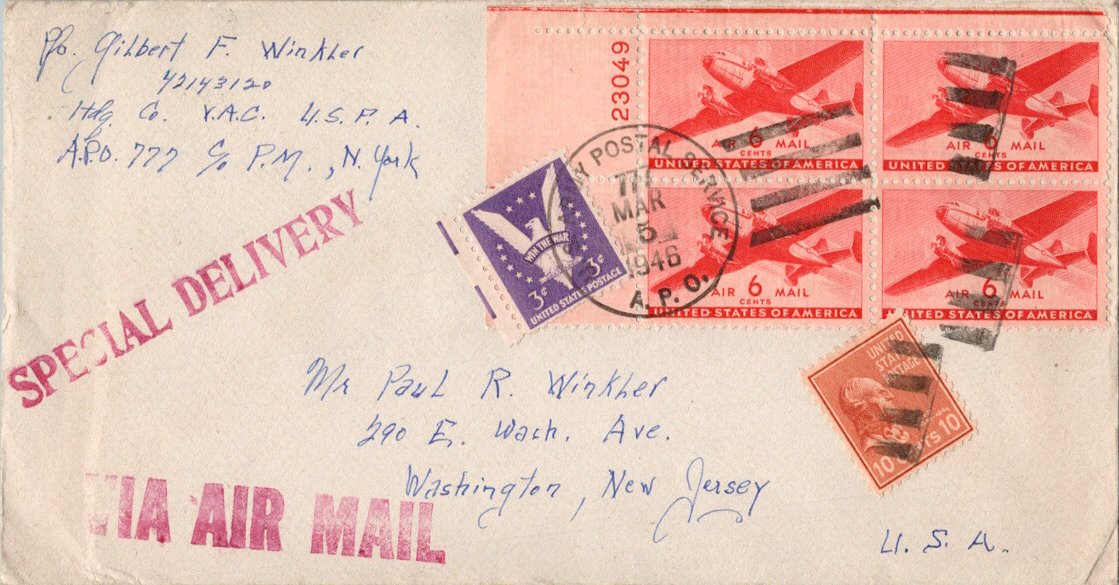 Pfc. Gilbert F. Winkler
42143120
Hdq. Co. V.A.C. U.S.F.A.
A.P.O. 777 c/o P.M., N. York
SPECIAL DELIVERY
23049
AIR 6 MAIL
CENTS
UNITED STATES OF AMERICA
AIR 6 MAIL
CENTS
UNITED STATES OF AMERICA
AIR 6 MAIL
CENTS
UNITED STATES OF AMERICA
AIR 6 MAIL
CENTS
UNITED STATES OF AMERICA
WIN THE WAR
3¢ 3¢
UNITED STATES POSTAGE
POSTAL SERVICE
MAR
5
1946
A.P.O.
UNITED
STATES
POSTAGE
10 CENTS 10
Mr Paul R. Winkler
290 E. Wash. Ave.
Washington, New Jersey
U.S.A.
VIA AIR MAIL